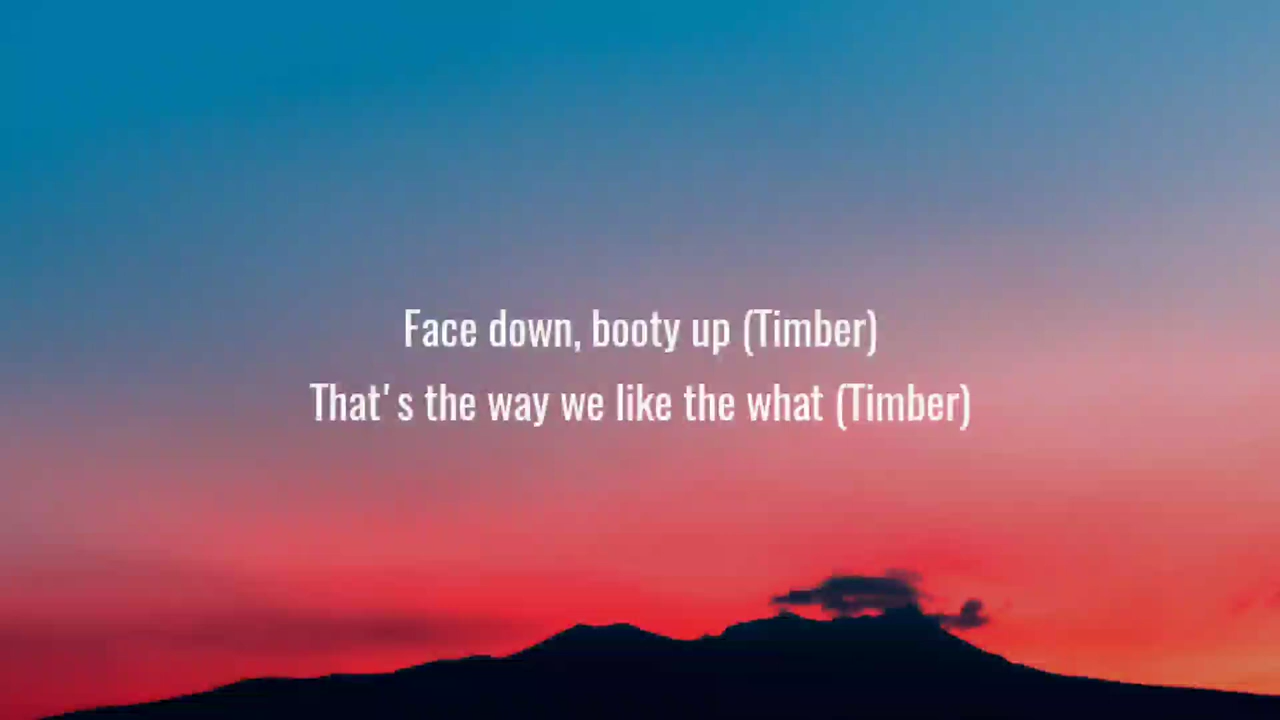 Face down, booty up (Timber)
That's the way we like the what (Timber)